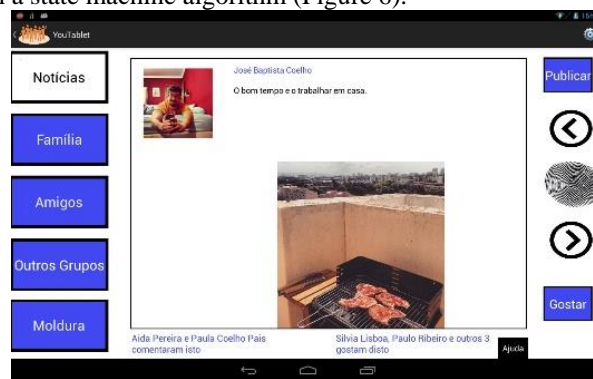 r a state machine algorithm (Figure 6).
YouTablet
Notícias
Família
Amigos
Outros Grupos
Moldura
José Baptista Coelho
O bom tempo e o trabalhar em casa.
Aida Pereira e Paula Coelho Pais
comentaram isto
Silvia Lisboa, Paulo Ribeiro e outros 3
gostam disto
Ajuda
Publicar
Gostar